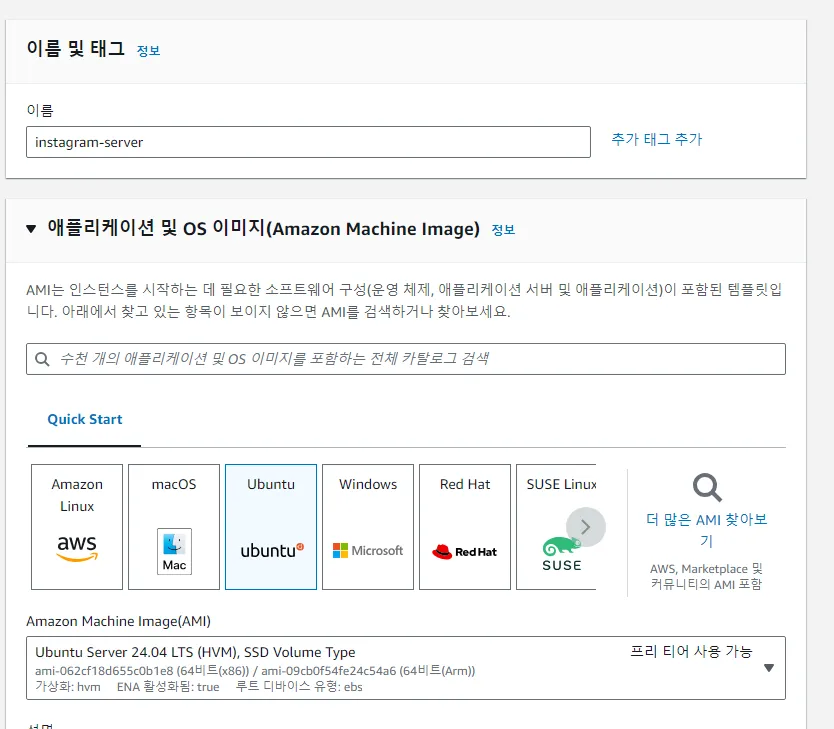 이름 및 태그 정보
이름
instagram-server
추가 태그 추가
애플리케이션 및 OS 이미지(Amazon Machine Image) 정보
AMI는 인스턴스를 시작하는 데 필요한 소프트웨어 구성(운영 체제, 애플리케이션 서버 및 애플리케이션)이 포함된 템플릿입
니다. 아래에서 찾고 있는 항목이 보이지 않으면 AMI를 검색하거나 찾아보세요.
수천 개의 애플리케이션 및 OS 이미지를 포함하는 전체 카탈로그 검색
Quick Start
Amazon
Linux
aws
macOS
Mac
Ubuntu
ubuntu
Windows
Microsoft
Red Hat
Red Hat
SUSE Linux
SUSE
더 많은 AMI 찾아보
기
AWS, Marketplace 및
커뮤니티의 AMI 포함
Amazon Machine Image(AMI)
Ubuntu Server 24.04 LTS (HVM), SSD Volume Type
프리 티어 사용 가능
ami-062cf18d655c0b1e8 (64비트(x86)) / ami-09cb0f54fe24c54a6 (64비트(Arm))
가상화: hvm ENA 활성화됨: true 루트 디바이스 유형: ebs